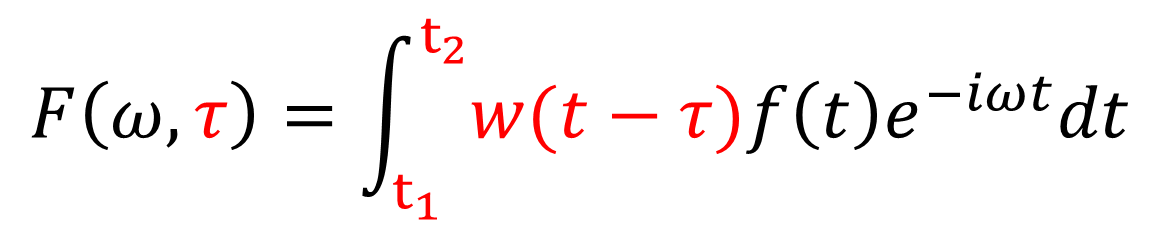 F(ω, τ) = ∫_{t₁}^{t₂} w(t − τ)f(t)e^{−iωt}dt